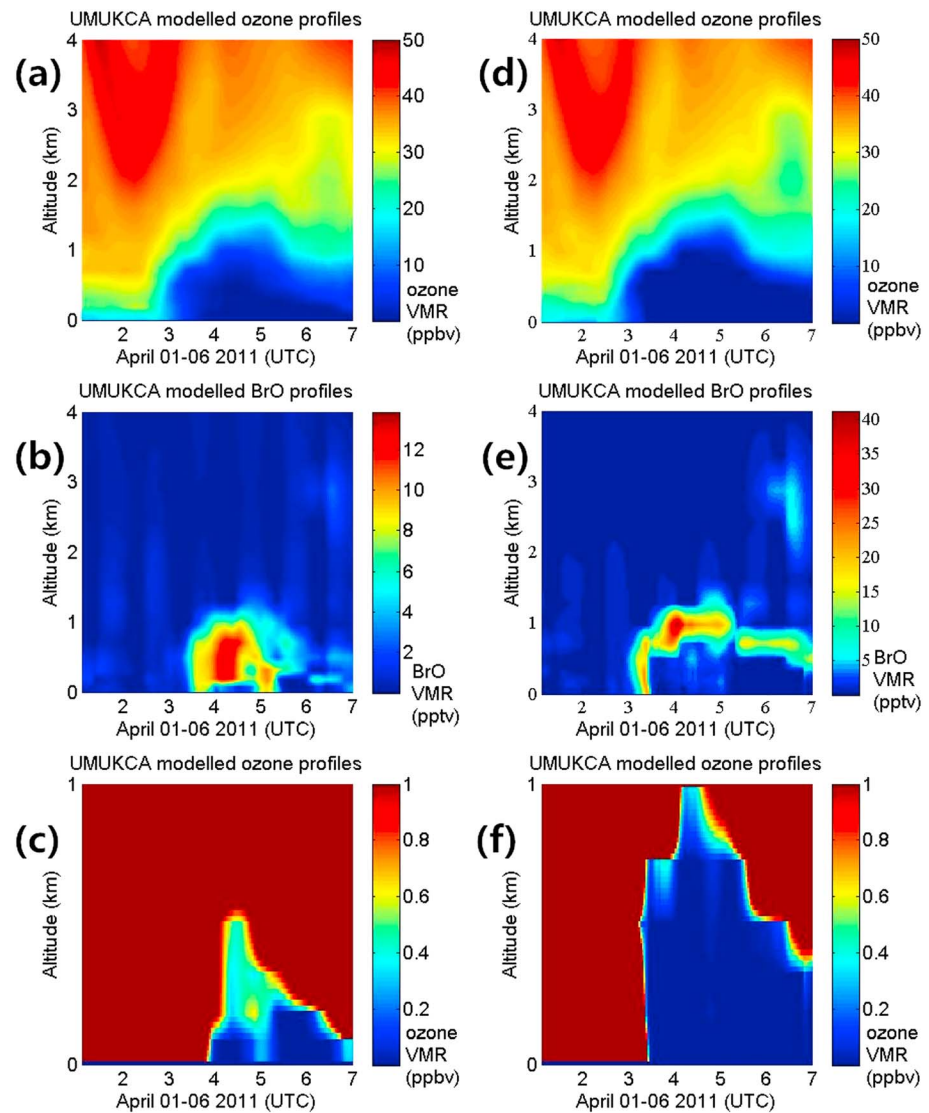 UMUKCA modelled ozone profiles
(a)
Altitude (km)
4
3
2
1
0
2 3 4 5 6 7
April 01-06 2011 (UTC)
50
40
30
20
10
ozone
VMR
(ppbv)
UMUKCA modelled ozone profiles
(d)
Altitude (km)
4
3
2
1
0
2 3 4 5 6 7
April 01-06 2011 (UTC)
50
40
30
20
10
ozone
VMR
(ppbv)
UMUKCA modelled BrO profiles
(b)
Altitude (km)
4
3
2
1
0
2 3 4 5 6 7
April 01-06 2011 (UTC)
12
10
8
6
4
2
BrO
VMR
(pptv)
UMUKCA modelled BrO profiles
(e)
Altitude (km)
4
3
2
1
0
2 3 4 5 6 7
April 01-06 2011 (UTC)
40
35
30
25
20
15
10
5
BrO
VMR
(pptv)
UMUKCA modelled ozone profiles
(c)
Altitude (km)
1
0
2 3 4 5 6 7
April 01-06 2011 (UTC)
1
0.8
0.6
0.4
0.2
ozone
VMR
(ppbv)
UMUKCA modelled ozone profiles
(f)
Altitude (km)
1
0
2 3 4 5 6 7
April 01-06 2011 (UTC)
1
0.8
0.6
0.4
0.2
ozone
VMR
(ppbv)